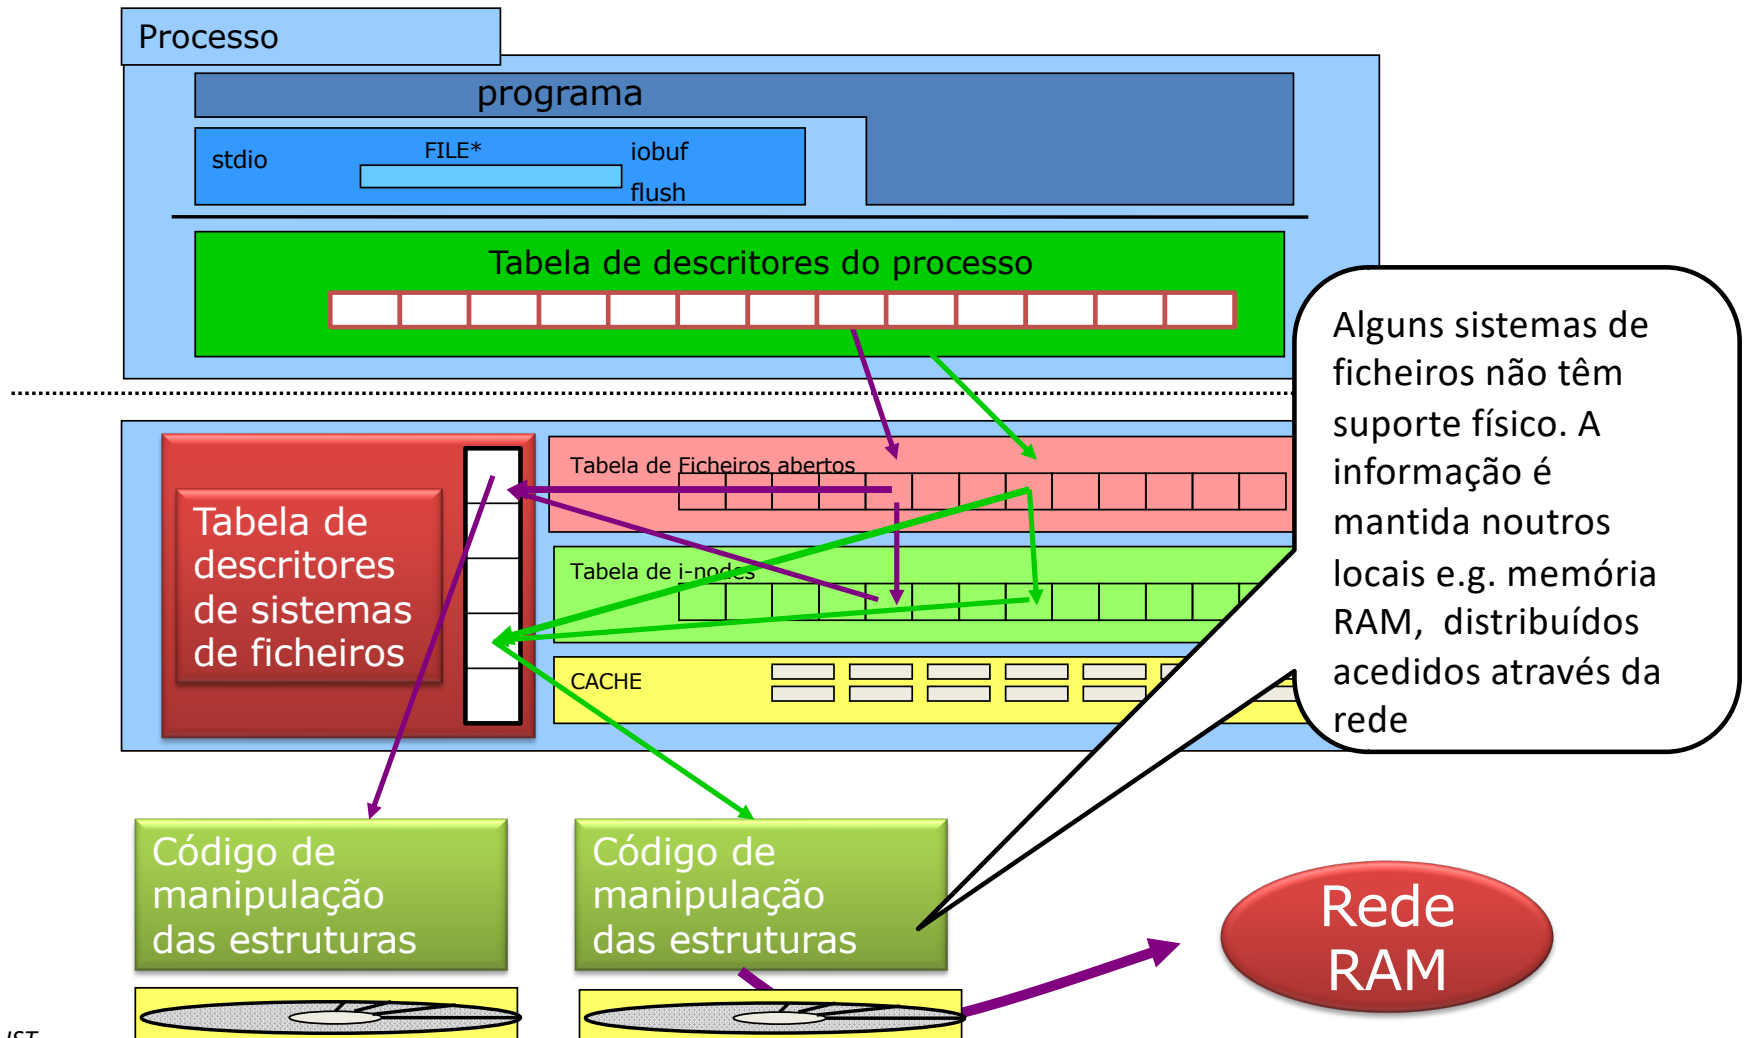 Processo
programa
stdio
FILE*
iobuf
flush
Tabela de descritores do processo
Alguns sistemas de
ficheiros não têm
suporte físico. A
informação é
mantida noutros
locais e.g. memória
RAM, distribuídos
acedidos através da
rede
Tabela de
descritores
de sistemas
de ficheiros
Tabela de Ficheiros abertos
Tabela de i-nodes
CACHE
Código de
manipulação
das estruturas
Código de
manipulação
das estruturas
Rede
RAM
IST